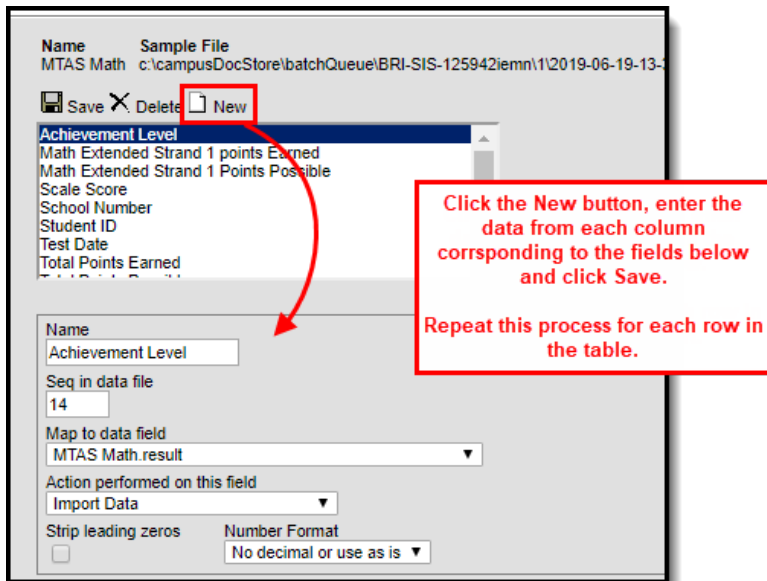 Name Sample File
MTAS Math c:\campusDocStore\batchQueue\BRI-SIS-125942iemn\1\2019-06-19-13-
Save Delete New
Achievement Level
Math Extended Strand 1 points Earned
Math Extended Strand 1 Points Possible
Scale Score
School Number
Student ID
Test Date
Total Points Earned
Click the New button, enter the
data from each column
corrsponding to the fields below
and click Save.
Repeat this process for each row in
the table.
Name
Achievement Level
Seq in data file
14
Map to data field
MTAS Math.result
Action performed on this field
Import Data
Strip leading zeros Number Format
No decimal or use as is